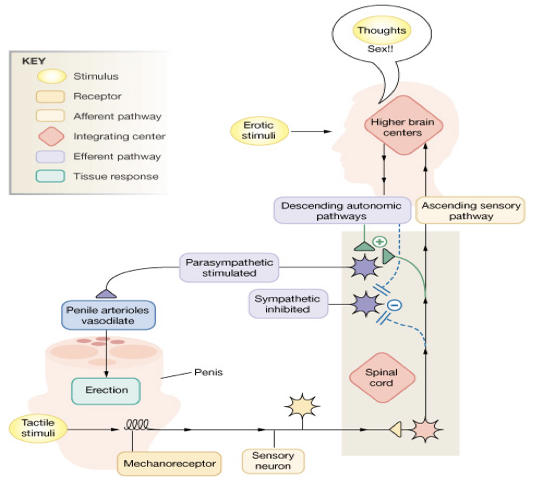 Thoughts
Sex!!
KEY
Stimulus
Receptor
Afferent pathway
Integrating center
Efferent pathway
Tissue response
Erotic
stimuli
Higher brain
centers
Descending autonomic
pathways
Ascending sensory
pathway
+
Parasympathetic
stimulated
Sympathetic
inhibited
−
Penile arterioles
vasodilate
Erection
Penis
Spinal
cord
Tactile
stimuli
Mechanoreceptor
Sensory
neuron